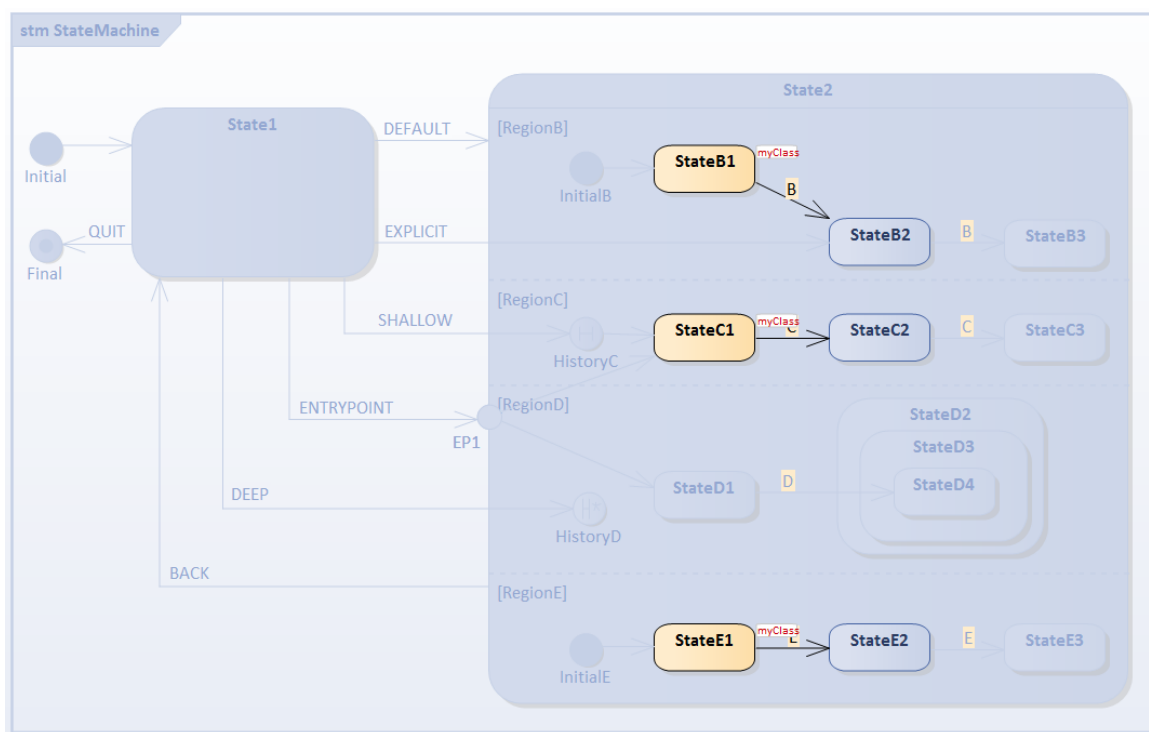 stm StateMachine
State2
State1
DEFAULT
[RegionB]
Initial
InitialB
StateB1
myClass
B
QUIT
EXPLICIT
StateB2
B
StateB3
Final
[RegionC]
SHALLOW
HistoryC
StateC1
myClass
C
StateC2
C
StateC3
ENTRYPOINT
EP1
[RegionD]
StateD2
StateD3
StateD1
D
StateD4
DEEP
HistoryD
BACK
[RegionE]
InitialE
StateE1
myClass
E
StateE2
E
StateE3